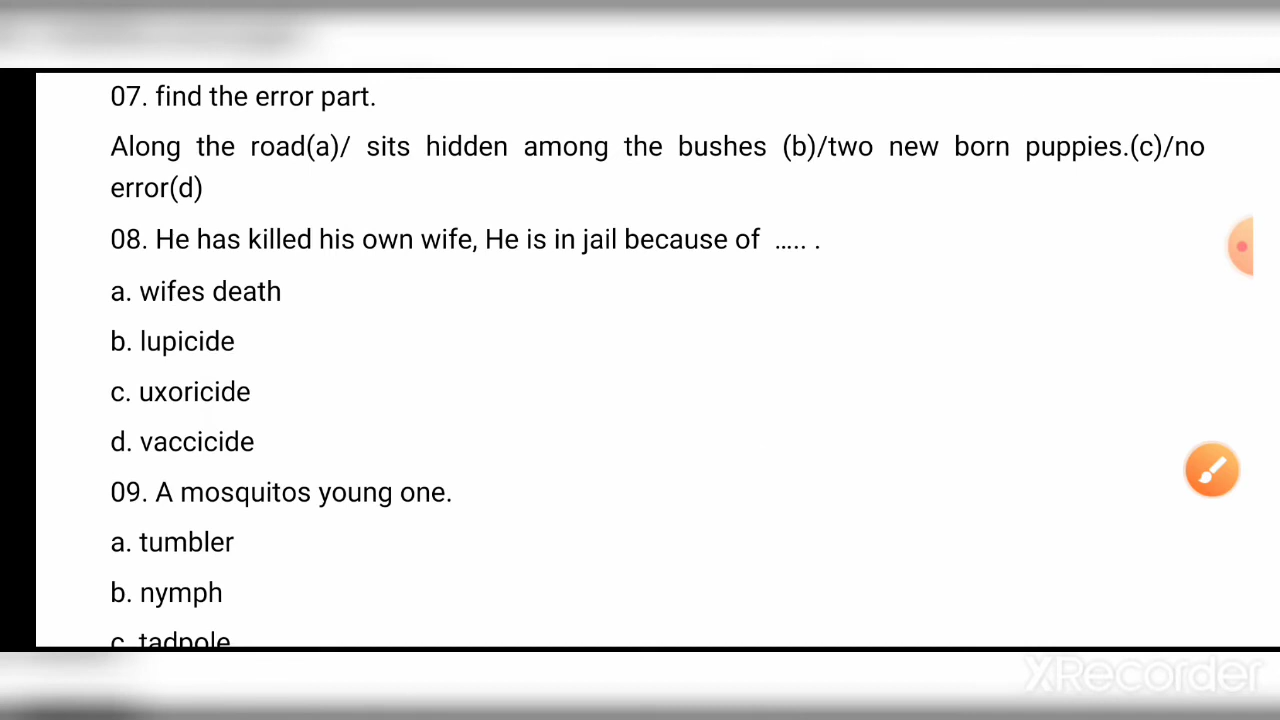 07. find the error part.
Along the road(a)/ sits hidden among the bushes (b)/two new born puppies.(c)/no
error(d)
08. He has killed his own wife, He is in jail because of ..... .
a. wifes death
b. lupicide
c. uxoricide
d. vaccicide
09. A mosquitos young one.
a. tumbler
b. nymph
c. tadpole
XRecorder